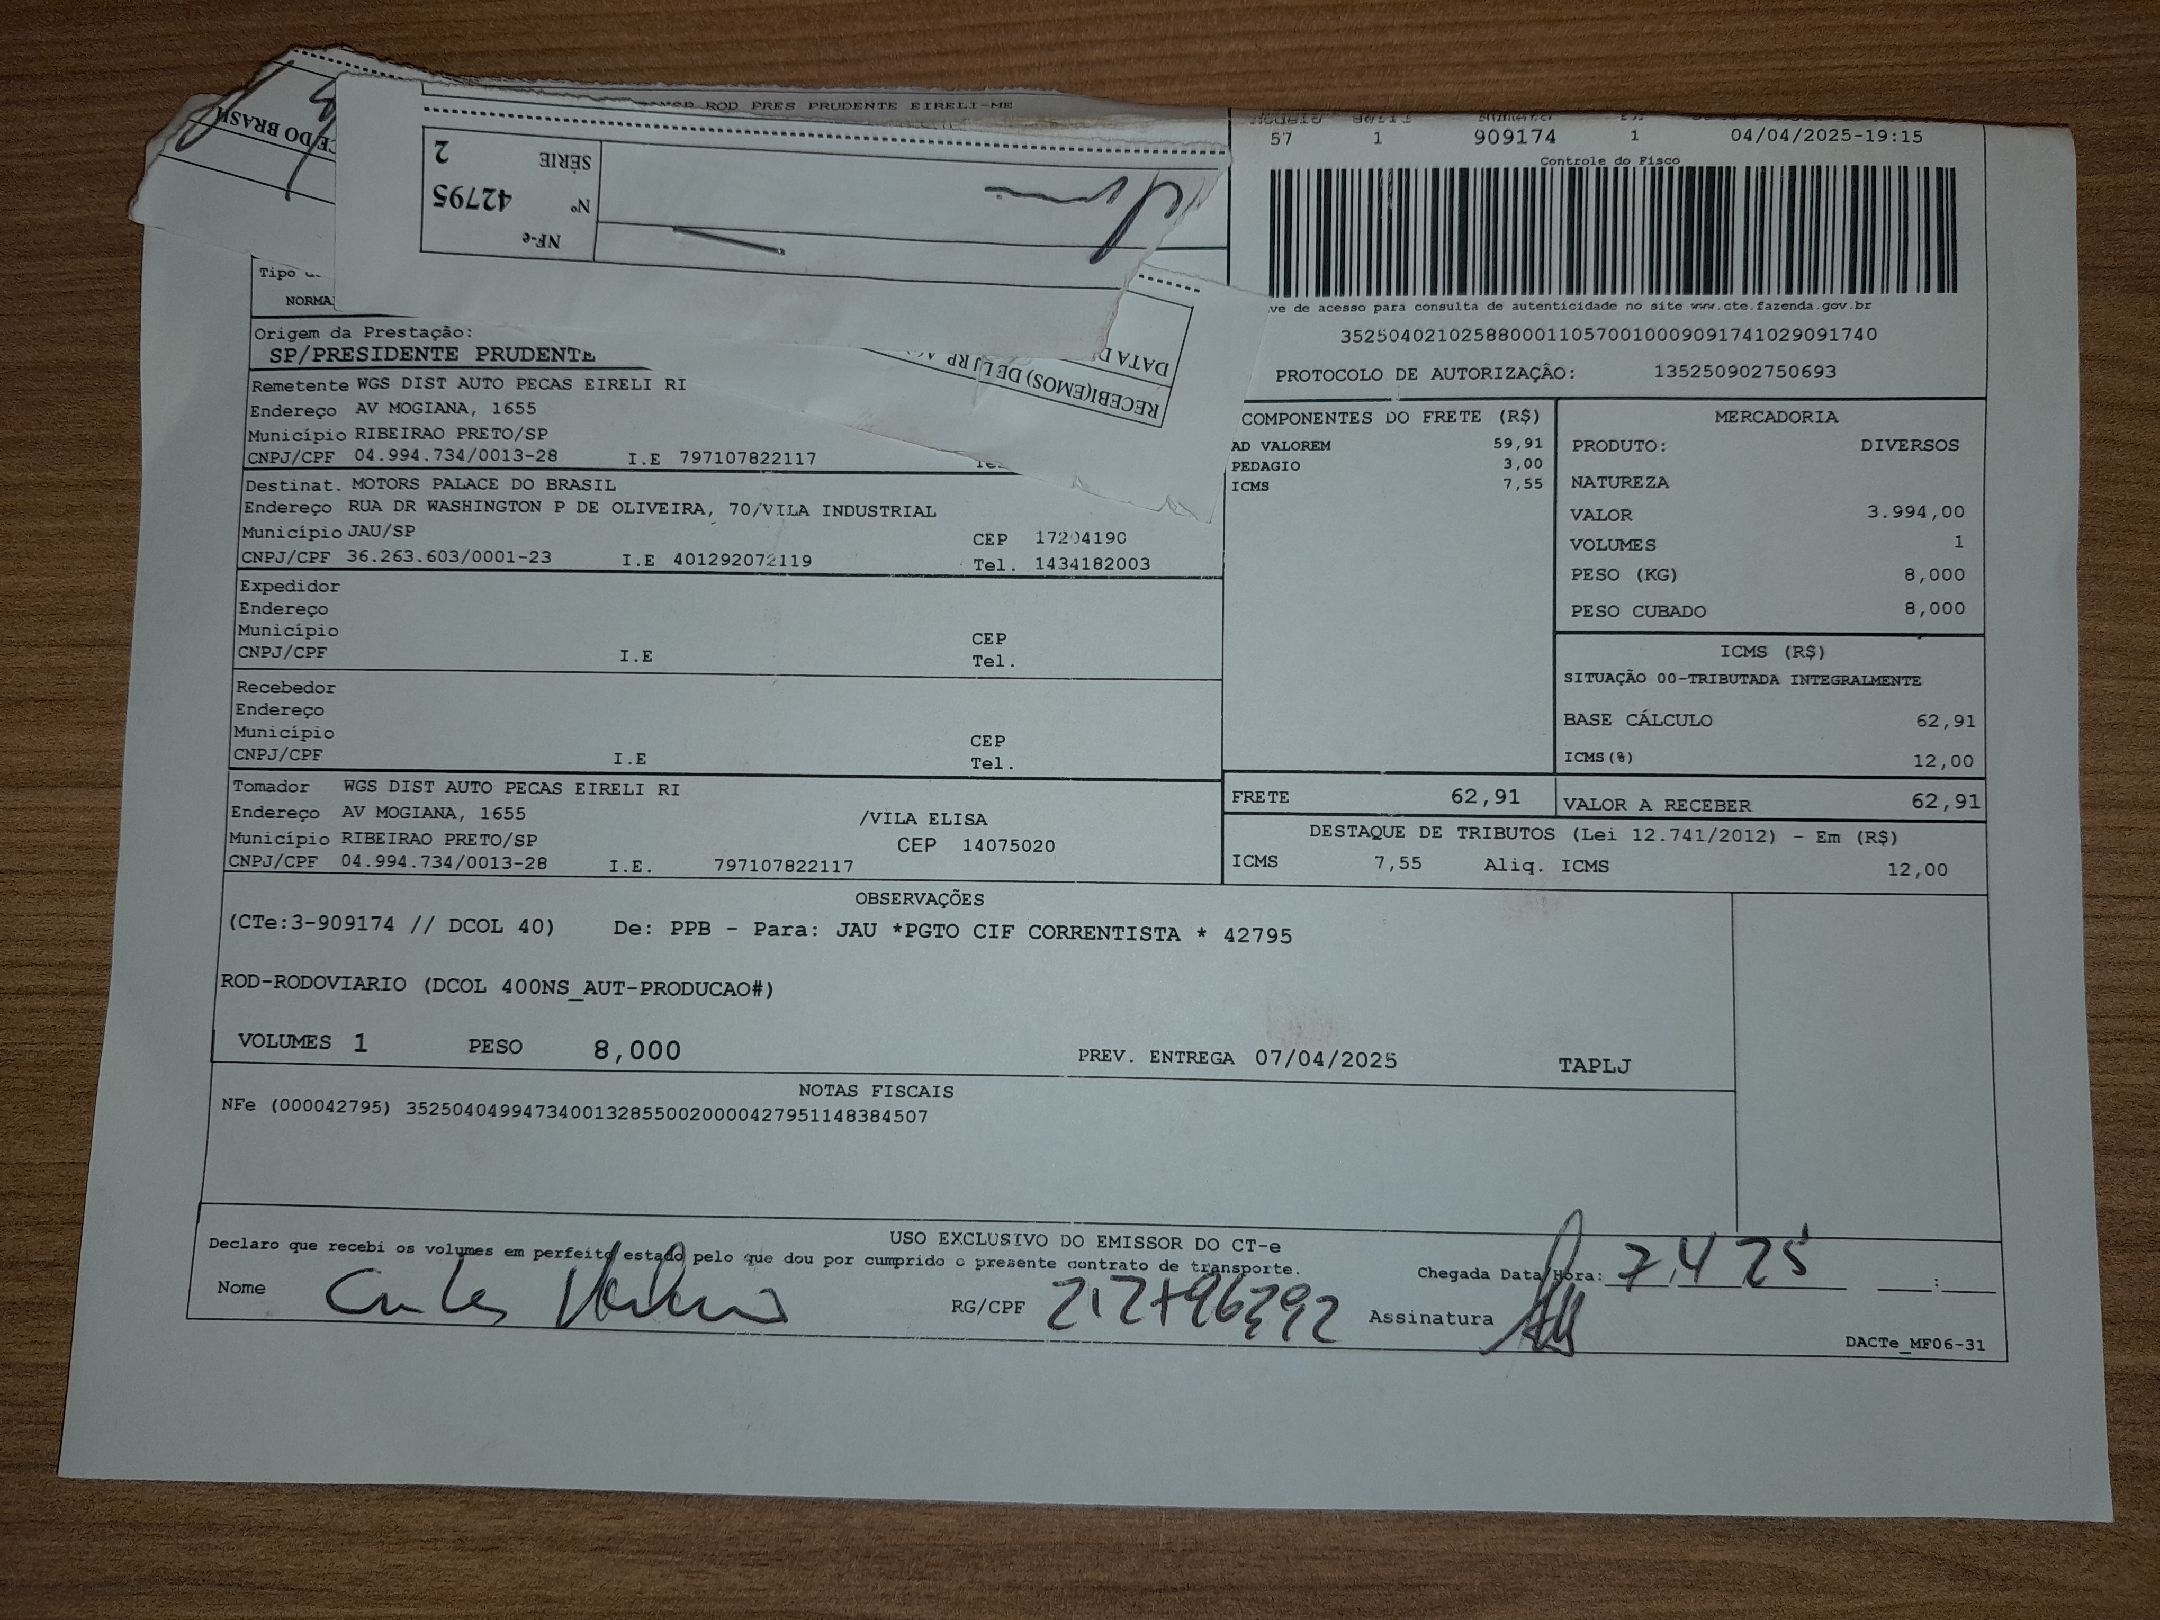 ROD PRES PRUDENTE EIRELI-ME
CE DO BRASIL
SÉRIE 2
Nº 42795
NF-e
RECEBI(EMOS) DE LJ RP
DATA D
57 1 909174 1 04/04/2025-19:15
Controle do Fisco
ve de acesso para consulta de autenticidade no site www.cte.fazenda.gov.br
35250402102588000110570010009091741029091740
PROTOCOLO DE AUTORIZAÇÃO: 135250902750693
Tipo
NORMA
Origem da Prestação:
SP/PRESIDENTE PRUDENTE
Remetente WGS DIST AUTO PECAS EIRELI RI
Endereço AV MOGIANA, 1655
Município RIBEIRAO PRETO/SP
CNPJ/CPF 04.994.734/0013-28 I.E 797107822117
Destinat. MOTORS PALACE DO BRASIL
Endereço RUA DR WASHINGTON P DE OLIVEIRA, 70/VILA INDUSTRIAL
Município JAU/SP CEP 17204190
CNPJ/CPF 36.263.603/0001-23 I.E 401292072119 Tel. 1434182003
Expedidor
Endereço
Município CEP
CNPJ/CPF I.E Tel.
Recebedor
Endereço
Município CEP
CNPJ/CPF I.E Tel.
Tomador WGS DIST AUTO PECAS EIRELI RI
Endereço AV MOGIANA, 1655 /VILA ELISA
Município RIBEIRAO PRETO/SP CEP 14075020
CNPJ/CPF 04.994.734/0013-28 I.E. 797107822117
COMPONENTES DO FRETE (R$)
AD VALOREM 59,91
PEDAGIO 3,00
ICMS 7,55
MERCADORIA
PRODUTO: DIVERSOS
NATUREZA
VALOR 3.994,00
VOLUMES 1
PESO (KG) 8,000
PESO CUBADO 8,000
ICMS (R$)
SITUAÇÃO 00-TRIBUTADA INTEGRALMENTE
BASE CÁLCULO 62,91
ICMS(%) 12,00
FRETE 62,91 VALOR A RECEBER 62,91
DESTAQUE DE TRIBUTOS (Lei 12.741/2012) - Em (R$)
ICMS 7,55 Aliq. ICMS 12,00
OBSERVAÇÕES
(CTe:3-909174 // DCOL 40) De: PPB - Para: JAU *PGTO CIF CORRENTISTA * 42795
ROD-RODOVIARIO (DCOL 400NS_AUT-PRODUCAO#)
VOLUMES 1 PESO 8,000 PREV. ENTREGA 07/04/2025 TAPLJ
NOTAS FISCAIS
NFe (000042795) 35250404994734001328550020000427951148384507
USO EXCLUSIVO DO EMISSOR DO CT-e
Declaro que recebi os volumes em perfeito estado pelo que dou por cumprido o presente contrato de transporte.
Chegada Data/Hora: 7.4 25 :
Nome RG/CPF Assinatura
DACTe_MF06-31